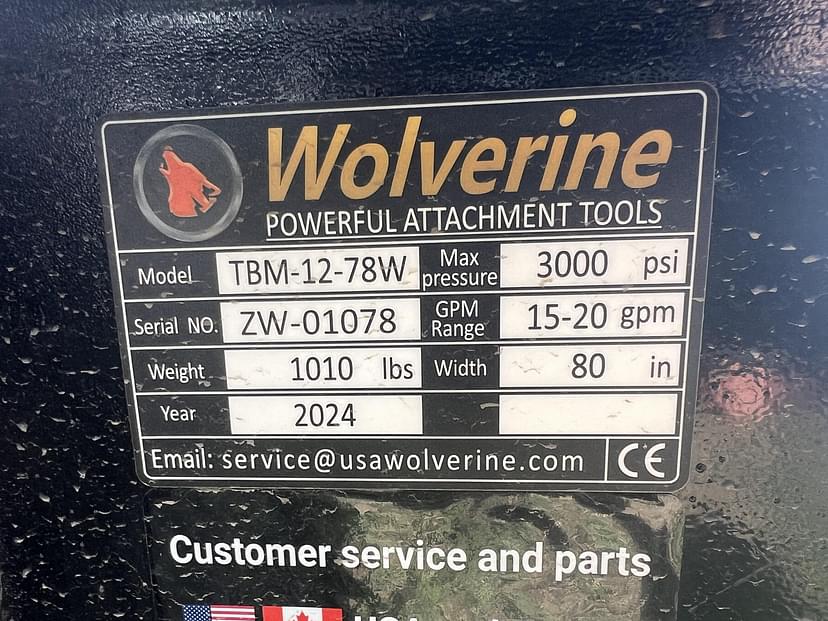 Wolverine
POWERFUL ATTACHMENT TOOLS
Model TBM-12-78W Max pressure 3000 psi
Serial NO. ZW-01078 GPM Range 15-20 gpm
Weight 1010 lbs Width 80 in
Year 2024
Email: service@usawolverine.com CE
Customer service and parts